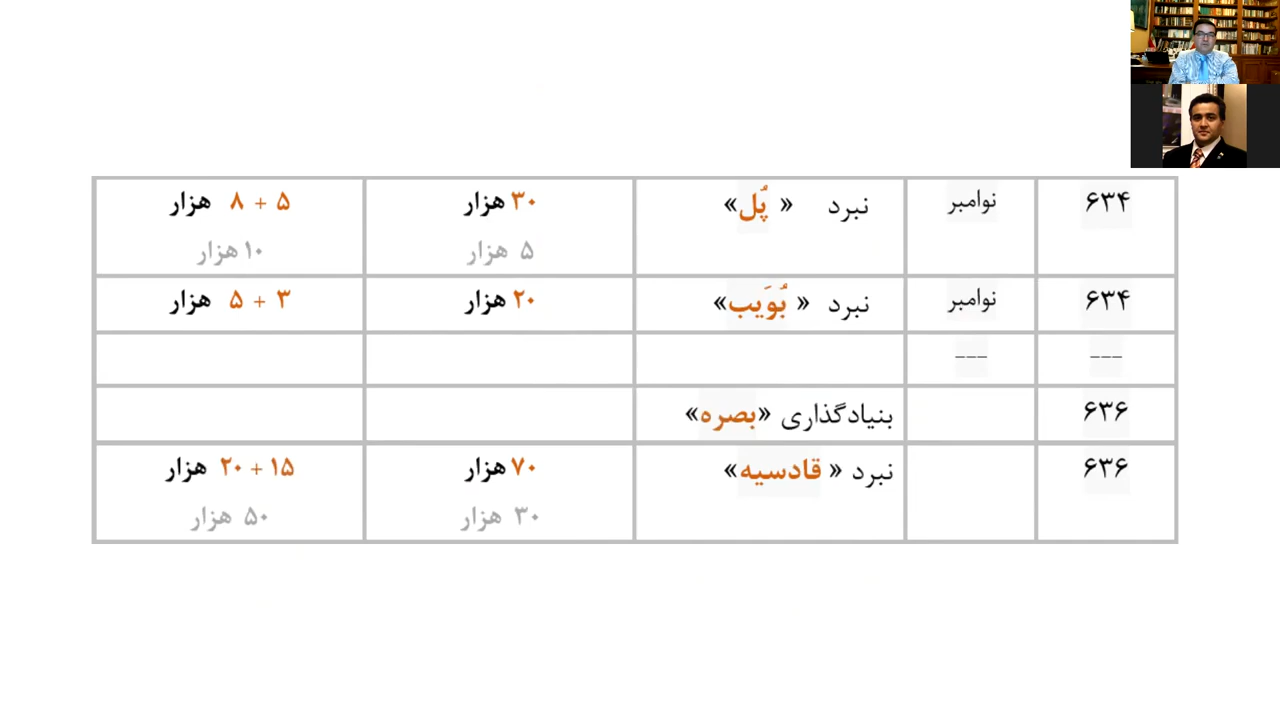 ۶۳۴ نوامبر نبرد « پُل» ۳۰ هزار ۵ + ۸ هزار
۵ هزار ۱۰ هزار
۶۳۴ نوامبر نبرد « بُوَیب» ۲۰ هزار ۳ + ۵ هزار
--- ---
۶۳۶ بنیادگذاری «بصره»
۶۳۶ نبرد « قادسیه» ۷۰ هزار ۱۵ + ۲۰ هزار
۳۰ هزار ۵۰ هزار